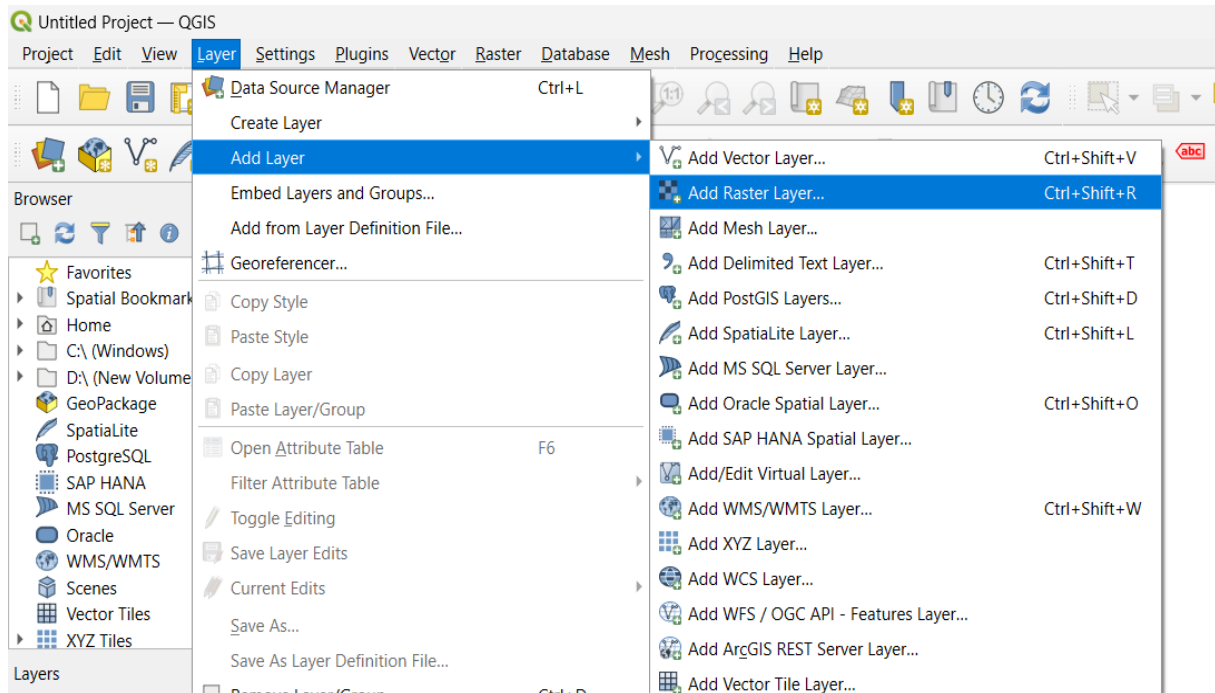 Untitled Project — QGIS
Project Edit View Layer Settings Plugins Vector Raster Database Mesh Processing Help
Data Source Manager Ctrl+L
Create Layer
Add Layer
Embed Layers and Groups...
Add from Layer Definition File...
Georeferencer...
Copy Style
Paste Style
Copy Layer
Paste Layer/Group
Open Attribute Table F6
Filter Attribute Table
Toggle Editing
Save Layer Edits
Current Edits
Save As...
Save As Layer Definition File...
Remove Layer/Group Ctrl+D
1:1
abc
Add Vector Layer... Ctrl+Shift+V
Add Raster Layer... Ctrl+Shift+R
Add Mesh Layer...
Add Delimited Text Layer... Ctrl+Shift+T
Add PostGIS Layers... Ctrl+Shift+D
Add SpatiaLite Layer... Ctrl+Shift+L
Add MS SQL Server Layer...
Add Oracle Spatial Layer... Ctrl+Shift+O
Add SAP HANA Spatial Layer...
Add/Edit Virtual Layer...
Add WMS/WMTS Layer... Ctrl+Shift+W
Add XYZ Layer...
Add WCS Layer...
Add WFS / OGC API - Features Layer...
Add ArcGIS REST Server Layer...
Add Vector Tile Layer...
Browser
Favorites
Spatial Bookmark
Home
C:\ (Windows)
D:\ (New Volume
GeoPackage
SpatiaLite
PostgreSQL
SAP HANA
MS SQL Server
Oracle
WMS/WMTS
Scenes
Vector Tiles
XYZ Tiles
Layers